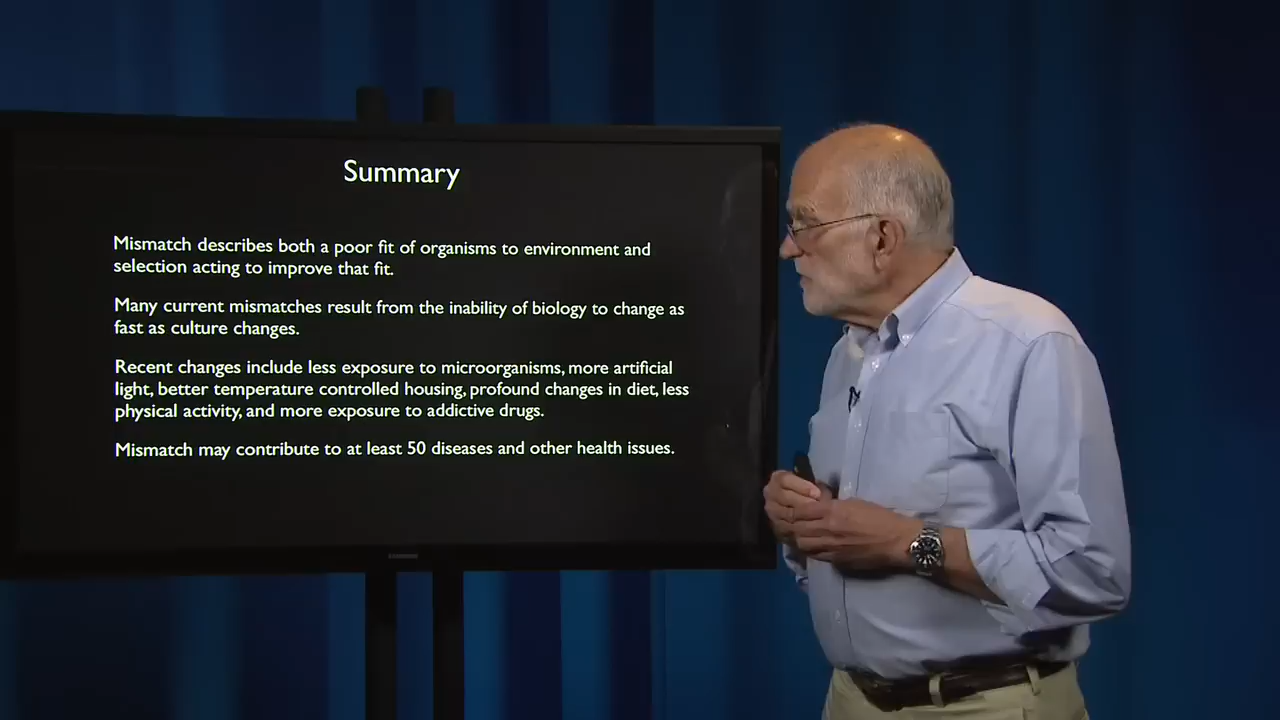 Summary
Mismatch describes both a poor fit of organisms to environment and
selection acting to improve that fit.
Many current mismatches result from the inability of biology to change as
fast as culture changes.
Recent changes include less exposure to microorganisms, more artificial
light, better temperature controlled housing, profound changes in diet, less
physical activity, and more exposure to addictive drugs.
Mismatch may contribute to at least 50 diseases and other health issues.